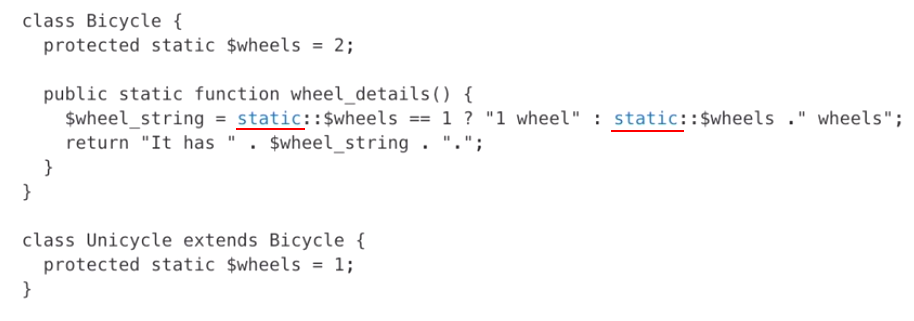 class Bicycle {
  protected static $wheels = 2;

  public static function wheel_details() {
    $wheel_string = static::$wheels == 1 ? "1 wheel" : static::$wheels ." wheels";
    return "It has " . $wheel_string . ".";
  }
}

class Unicycle extends Bicycle {
  protected static $wheels = 1;
}